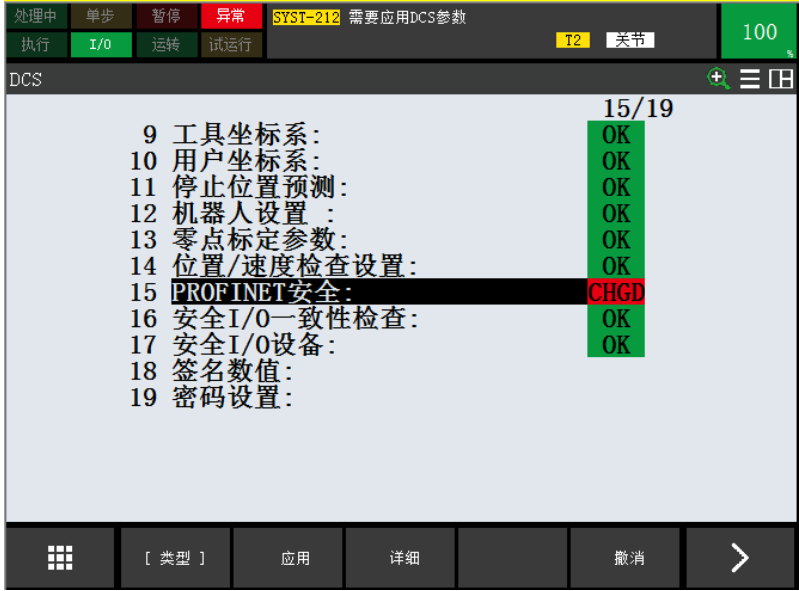 处理中 单步 暂停 异常 SYST-212 需要应用DCS参数
执行 I/O 运转 试运行 T2 关节 100 %
DCS
15/19
9 工具坐标系: OK
10 用户坐标系: OK
11 停止位置预测: OK
12 机器人设置 : OK
13 零点标定参数: OK
14 位置/速度检查设置: OK
15 PROFINET安全: CHGD
16 安全I/O一致性检查: OK
17 安全I/O设备: OK
18 签名数值:
19 密码设置:
[ 类型 ] 应用 详细 撤消